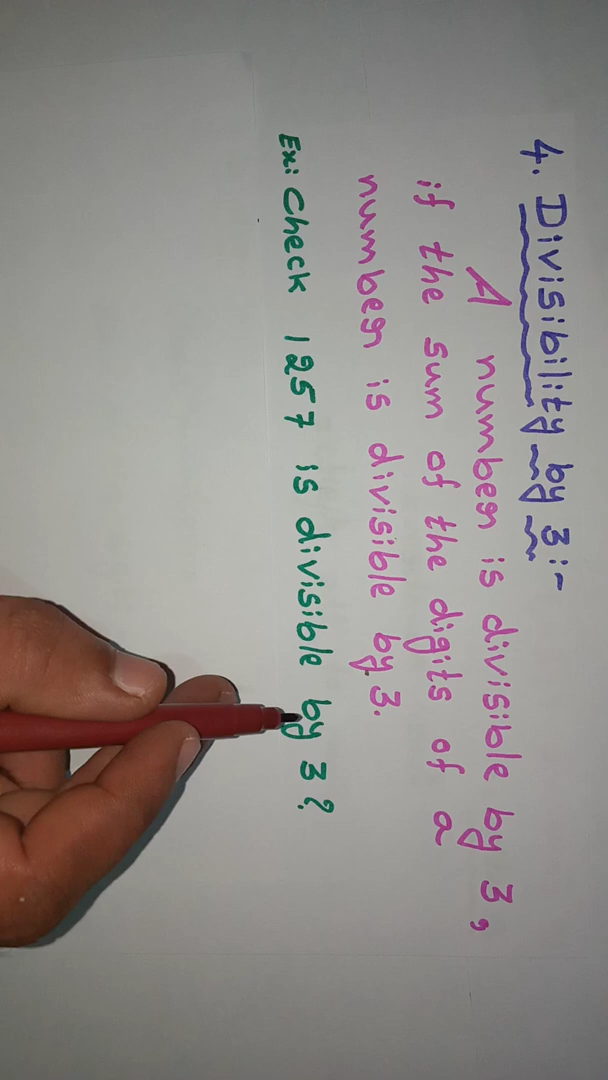 4. Divisibility by 3:-
A number is divisible by 3,
if the sum of the digits of a
number is divisible by 3.
Ex: Check 1257 is divisible by 3?